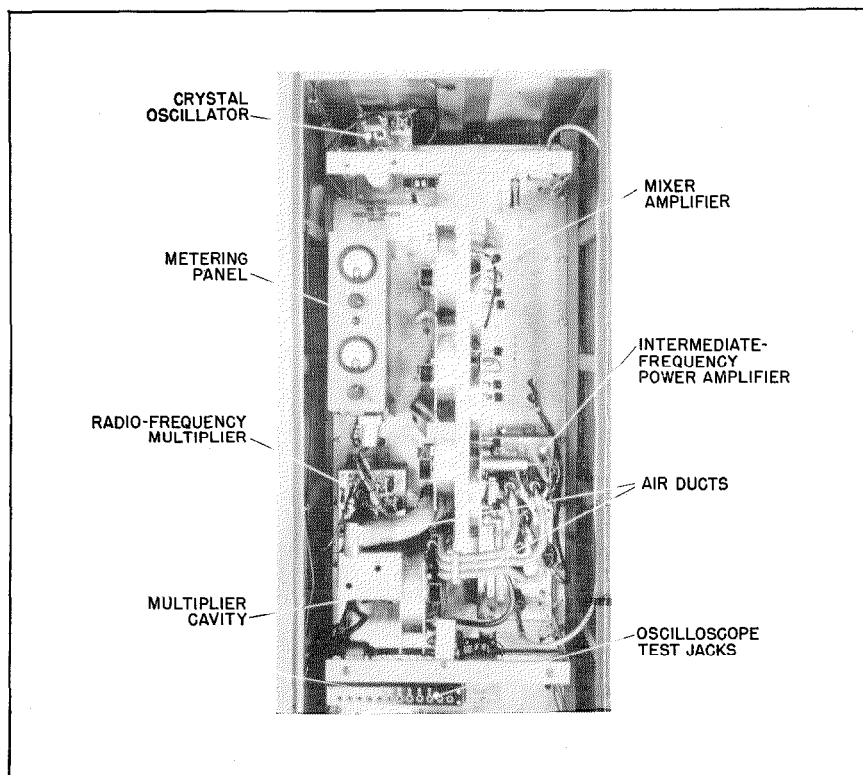 CRYSTAL
OSCILLATOR
METERING
PANEL
RADIO-FREQUENCY
MULTIPLIER
MULTIPLIER
CAVITY
MIXER
AMPLIFIER
INTERMEDIATE-
FREQUENCY
POWER AMPLIFIER
AIR DUCTS
OSCILLOSCOPE
TEST JACKS